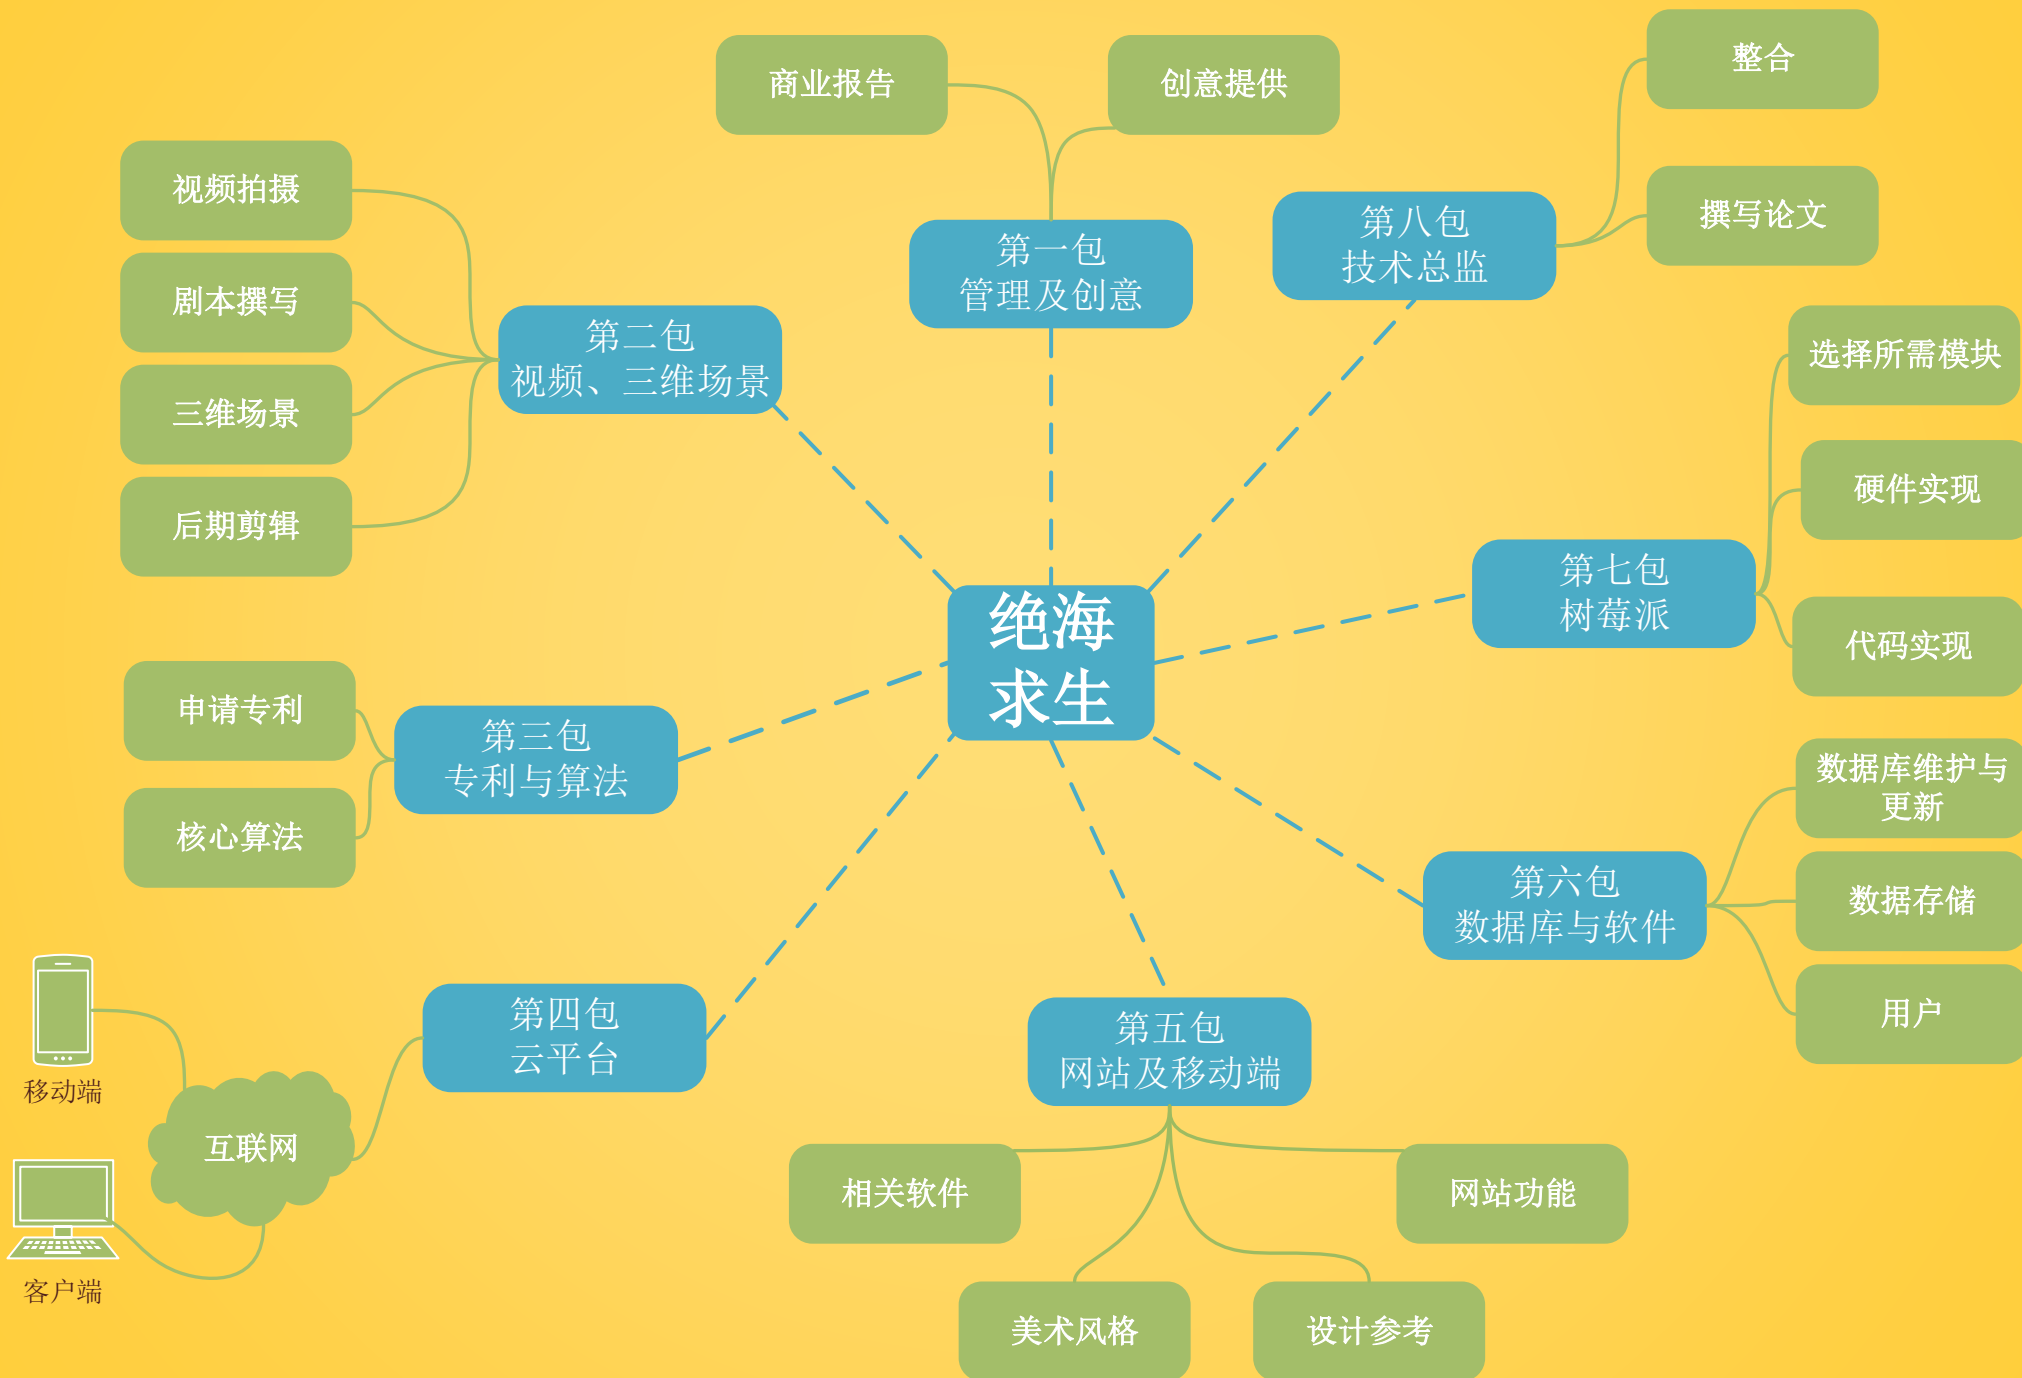 绝海
求生
第一包
管理及创意
商业报告
创意提供
第二包
视频、三维场景
视频拍摄
剧本撰写
三维场景
后期剪辑
第三包
专利与算法
申请专利
核心算法
第四包
云平台
互联网
移动端
客户端
第五包
网站及移动端
相关软件
美术风格
设计参考
网站功能
第六包
数据库与软件
数据库维护与
更新
数据存储
用户
第七包
树莓派
选择所需模块
硬件实现
代码实现
第八包
技术总监
整合
撰写论文